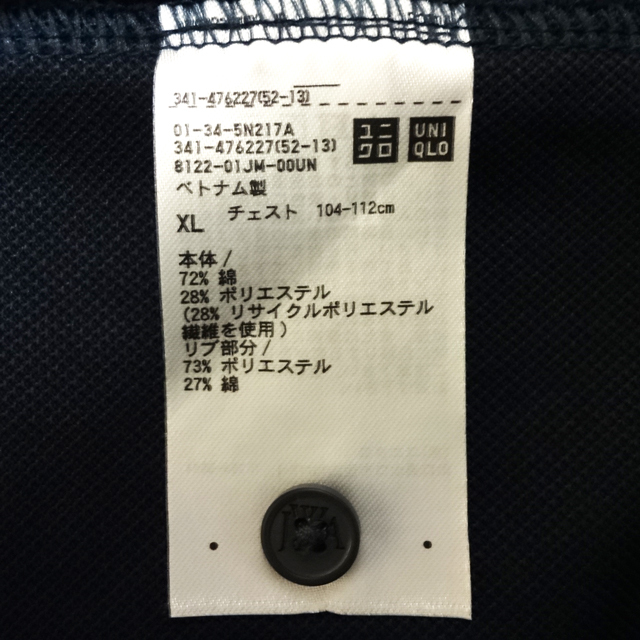 341-476227(52-13)
01-34-5N217A
341-476227(52-13)
8122-01JM-00UN
ユニクロ
UNIQLO
ベトナム製
XL チェスト 104-112cm
本体/
72% 綿
28% ポリエステル
(28% リサイクルポリエステル
繊維を使用)
リブ部分/
73% ポリエステル
27% 綿